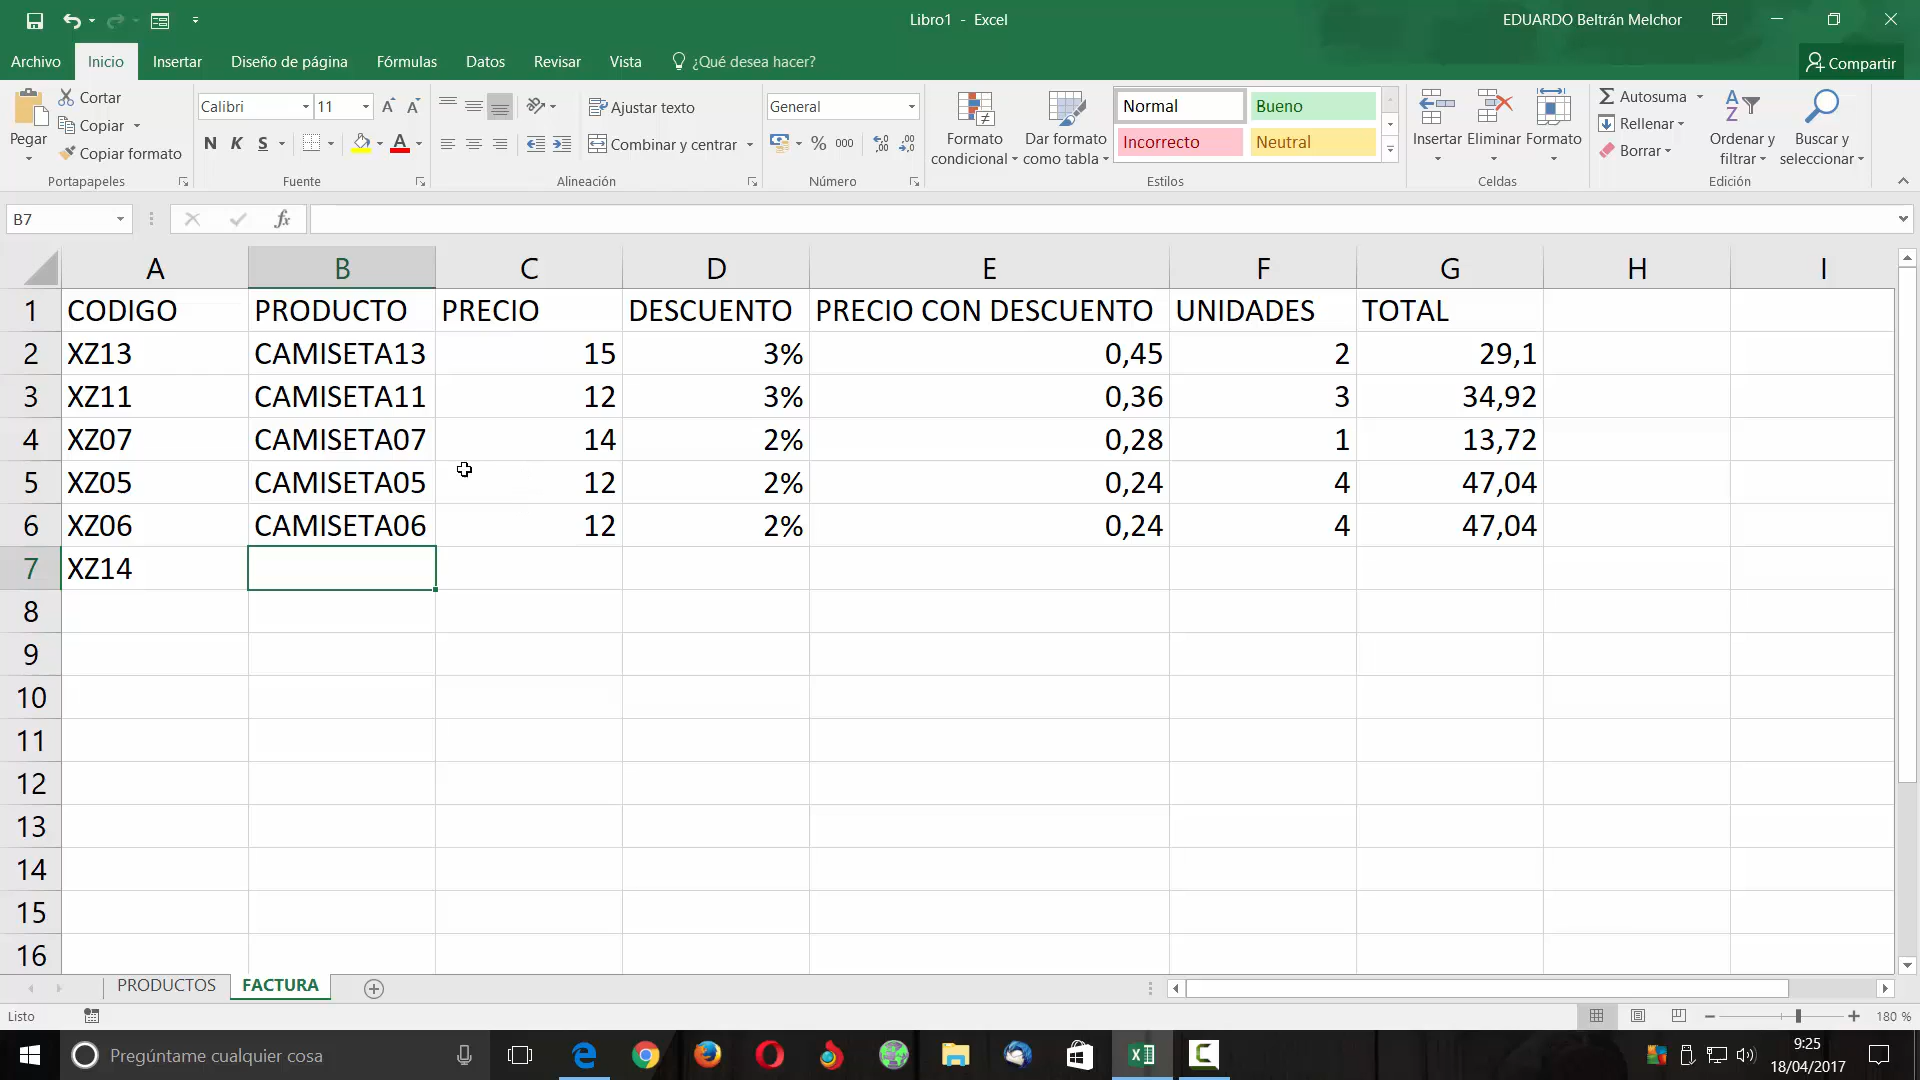 Libro1 - Excel
EDUARDO Beltrán Melchor
Archivo Inicio Insertar Diseño de página Fórmulas Datos Revisar Vista ¿Qué desea hacer? Compartir
Pegar
Cortar
Copiar
Copiar formato
Portapapeles
Calibri 11
N K S
Fuente
Ajustar texto
Combinar y centrar
Alineación
General
% 000
Número
Formato condicional
Dar formato como tabla
Normal Bueno
Incorrecto Neutral
Estilos
Insertar Eliminar Formato
Celdas
Autosuma
Rellenar
Borrar
Ordenar y filtrar
Buscar y seleccionar
Edición
B7 fx
A B C D E F G H I
1 CODIGO PRODUCTO PRECIO DESCUENTO PRECIO CON DESCUENTO UNIDADES TOTAL
2 XZ13 CAMISETA13 15 3% 0,45 2 29,1
3 XZ11 CAMISETA11 12 3% 0,36 3 34,92
4 XZ07 CAMISETA07 14 2% 0,28 1 13,72
5 XZ05 CAMISETA05 12 2% 0,24 4 47,04
6 XZ06 CAMISETA06 12 2% 0,24 4 47,04
7 XZ14
8
9
10
11
12
13
14
15
16
PRODUCTOS FACTURA
Listo 180 %
Pregúntame cualquier cosa
9:25
18/04/2017